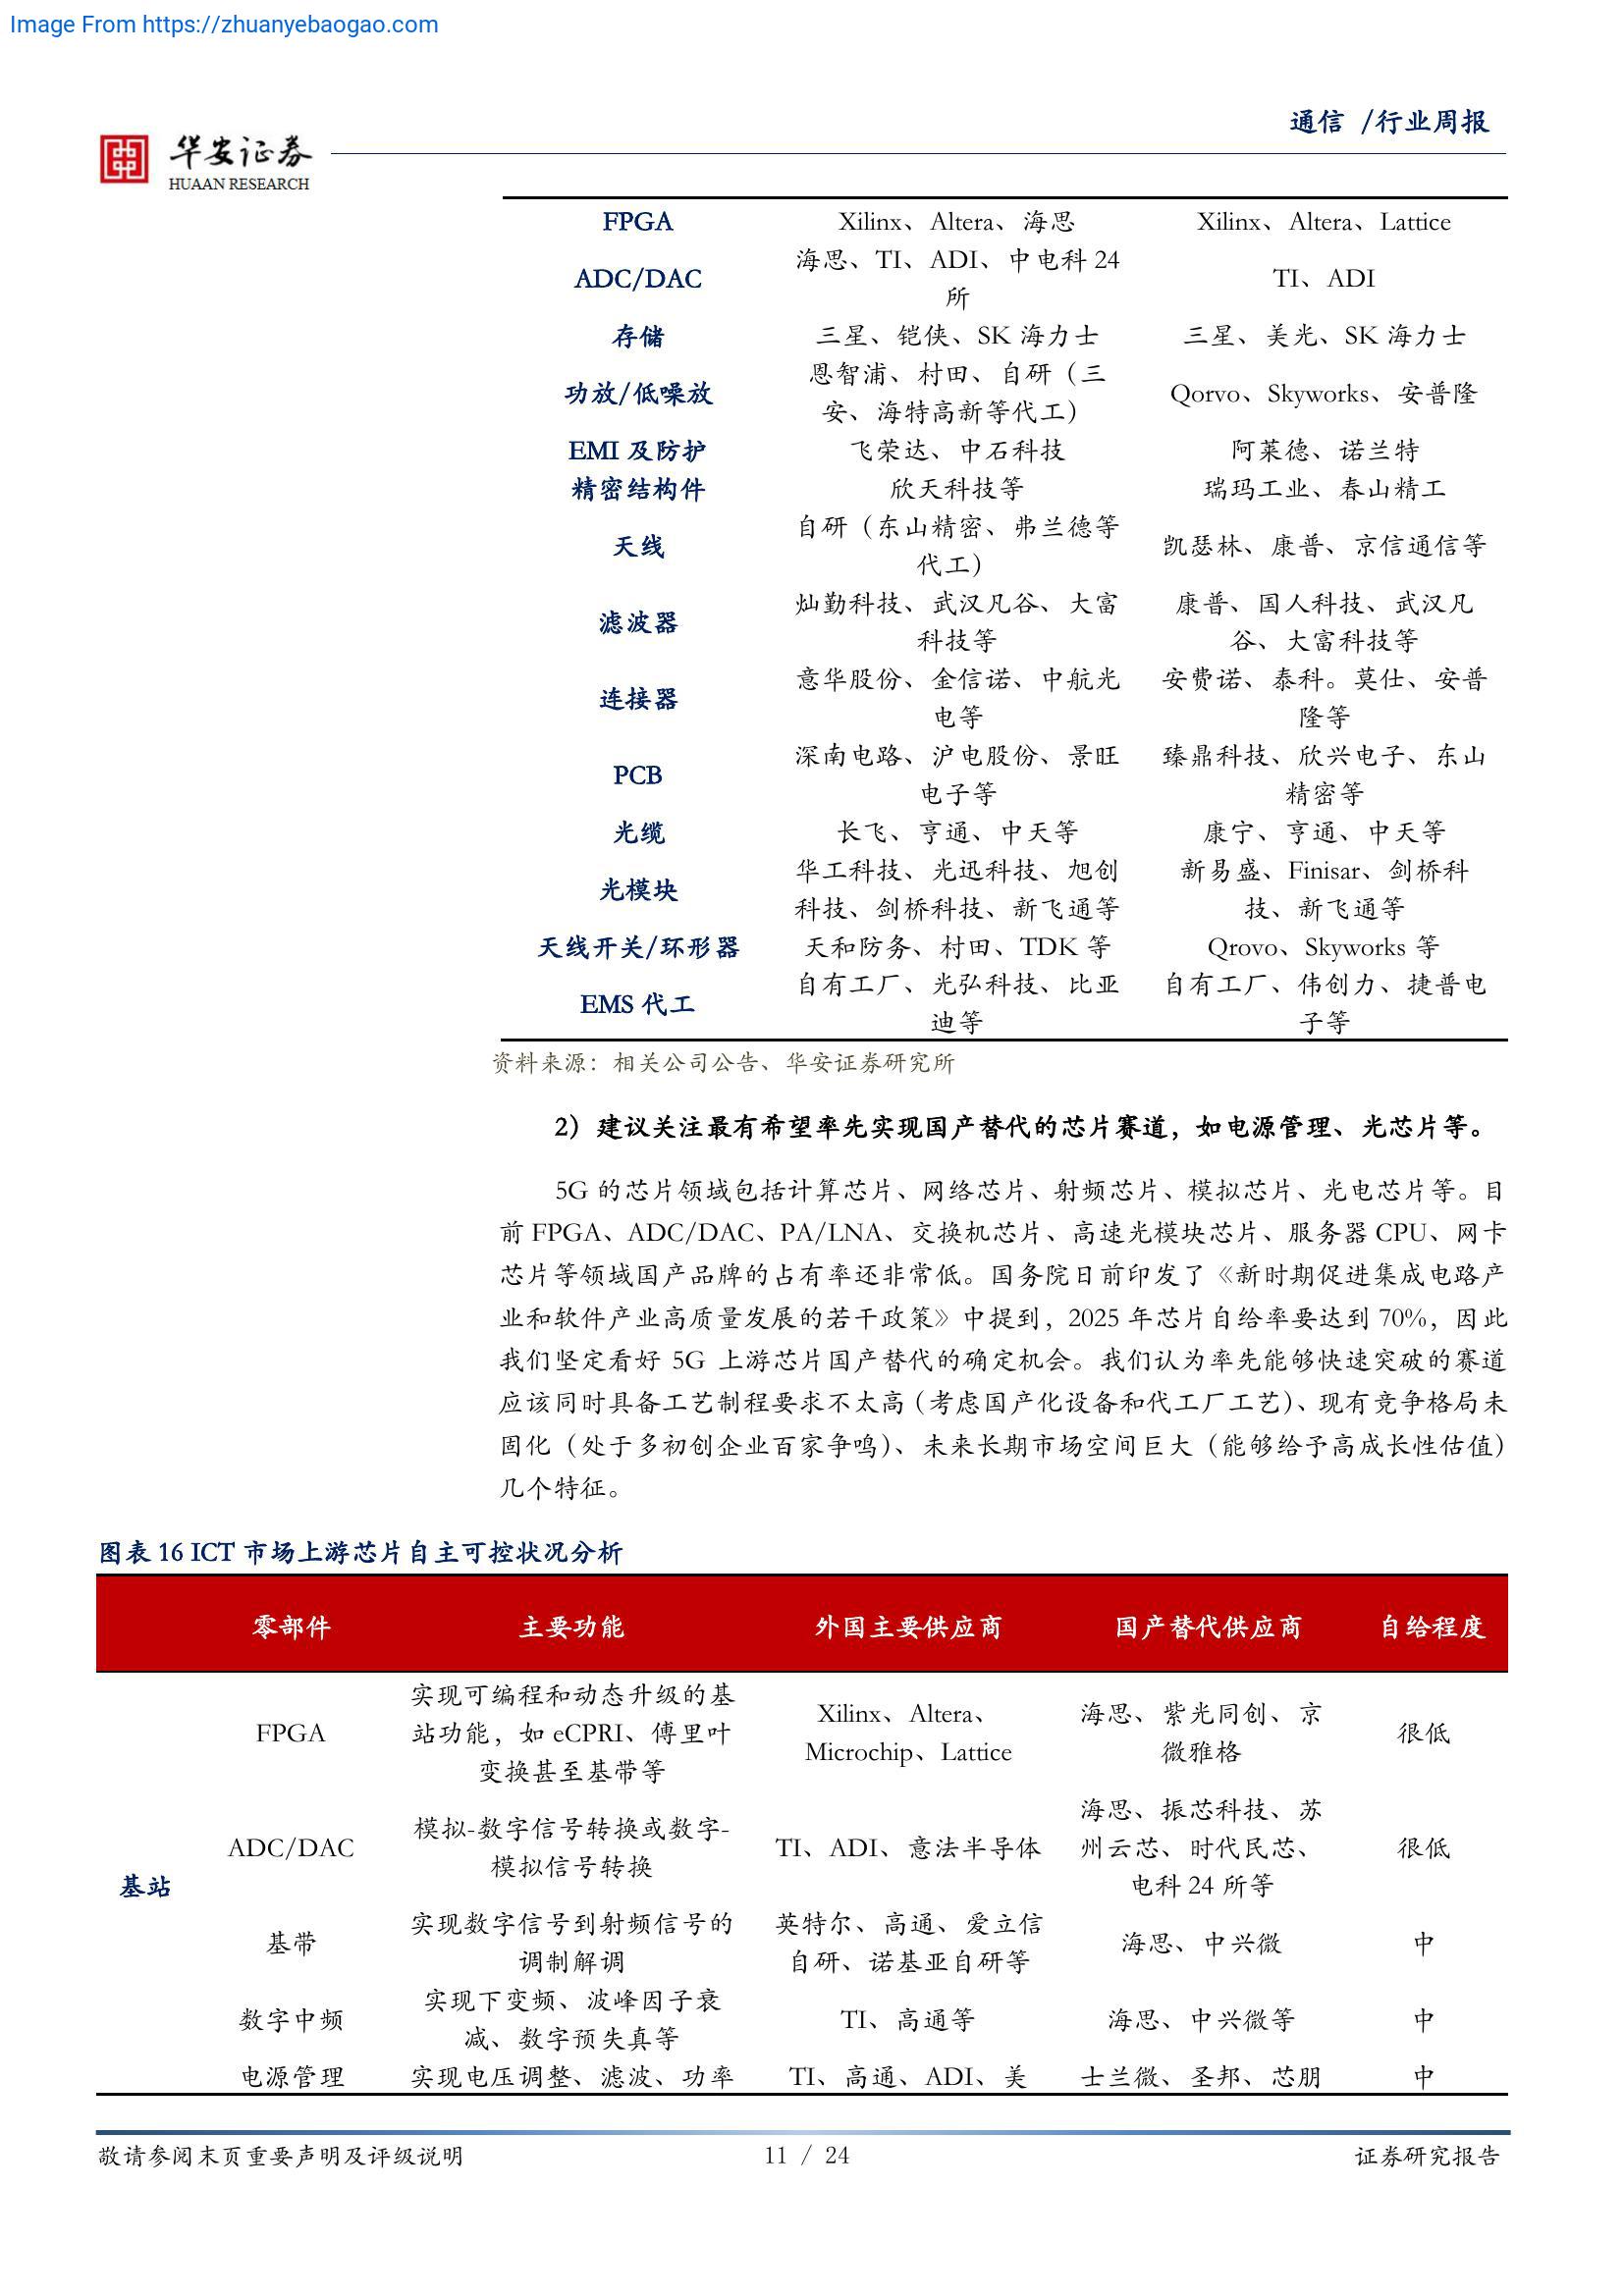 Image From https://zhuanyebaogao.com
通信 /行业周报
华安证券
HUAAN RESEARCH
FPGA Xilinx、Altera、海思 Xilinx、Altera、Lattice
ADC/DAC 海思、TI、ADI、中电科 24 所 TI、ADI
存储 三星、铠侠、SK 海力士 三星、美光、SK 海力士
功放/低噪放 恩智浦、村田、自研（三安、海特高新等代工） Qorvo、Skyworks、安普隆
EMI 及防护 飞荣达、中石科技 阿莱德、诺兰特
精密结构件 欣天科技等 瑞玛工业、春山精工
天线 自研（东山精密、弗兰德等代工） 凯瑟林、康普、京信通信等
滤波器 灿勤科技、武汉凡谷、大富科技等 康普、国人科技、武汉凡谷、大富科技等
连接器 意华股份、金信诺、中航光电等 安费诺、泰科。莫仕、安普隆等
PCB 深南电路、沪电股份、景旺电子等 臻鼎科技、欣兴电子、东山精密等
光缆 长飞、亨通、中天等 康宁、亨通、中天等
光模块 华工科技、光迅科技、旭创科技、剑桥科技、新飞通等 新易盛、Finisar、剑桥科技、新飞通等
天线开关/环形器 天和防务、村田、TDK 等 Qrovo、Skyworks 等
EMS 代工 自有工厂、光弘科技、比亚迪等 自有工厂、伟创力、捷普电子等
资料来源：相关公司公告、华安证券研究所
2）建议关注最有希望率先实现国产替代的芯片赛道，如电源管理、光芯片等。
5G 的芯片领域包括计算芯片、网络芯片、射频芯片、模拟芯片、光电芯片等。目
前 FPGA、ADC/DAC、PA/LNA、交换机芯片、高速光模块芯片、服务器 CPU、网卡
芯片等领域国产品牌的占有率还非常低。国务院日前印发了《新时期促进集成电路产
业和软件产业高质量发展的若干政策》中提到，2025 年芯片自给率要达到 70%，因此
我们坚定看好 5G 上游芯片国产替代的确定机会。我们认为率先能够快速突破的赛道
应该同时具备工艺制程要求不太高（考虑国产化设备和代工厂工艺）、现有竞争格局未
固化（处于多初创企业百家争鸣）、未来长期市场空间巨大（能够给予高成长性估值）
几个特征。
图表 16 ICT 市场上游芯片自主可控状况分析
零部件 主要功能 外国主要供应商 国产替代供应商 自给程度
基站
FPGA 实现可编程和动态升级的基站功能，如 eCPRI、傅里叶变换甚至基带等 Xilinx、Altera、Microchip、Lattice 海思、紫光同创、京微雅格 很低
ADC/DAC 模拟-数字信号转换或数字-模拟信号转换 TI、ADI、意法半导体 海思、振芯科技、苏州云芯、时代民芯、电科 24 所等 很低
基带 实现数字信号到射频信号的调制解调 英特尔、高通、爱立信自研、诺基亚自研等 海思、中兴微 中
数字中频 实现下变频、波峰因子衰减、数字预失真等 TI、高通等 海思、中兴微等 中
电源管理 实现电压调整、滤波、功率 TI、高通、ADI、美 士兰微、圣邦、芯朋 中
敬请参阅末页重要声明及评级说明 11 / 24 证券研究报告